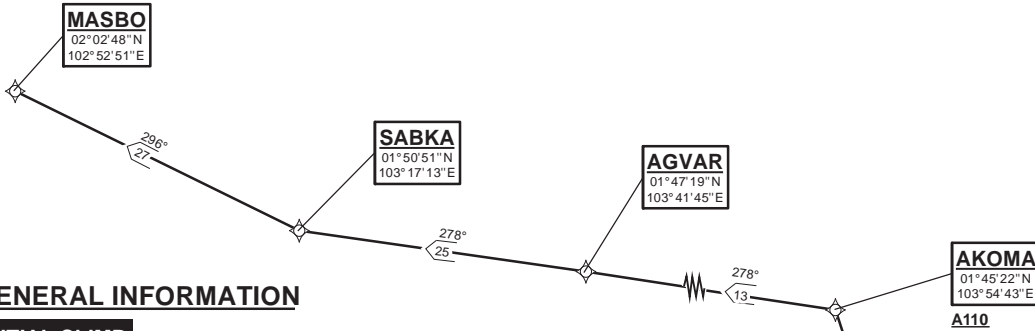 MASBO
02°02'48"N
102°52'51"E
296°
27
SABKA
01°50'51"N
103°17'13"E
278°
25
AGVAR
01°47'19"N
103°41'45"E
278°
13
AKOMA
01°45'22"N
103°54'43"E
A110
ENERAL INFORMATION